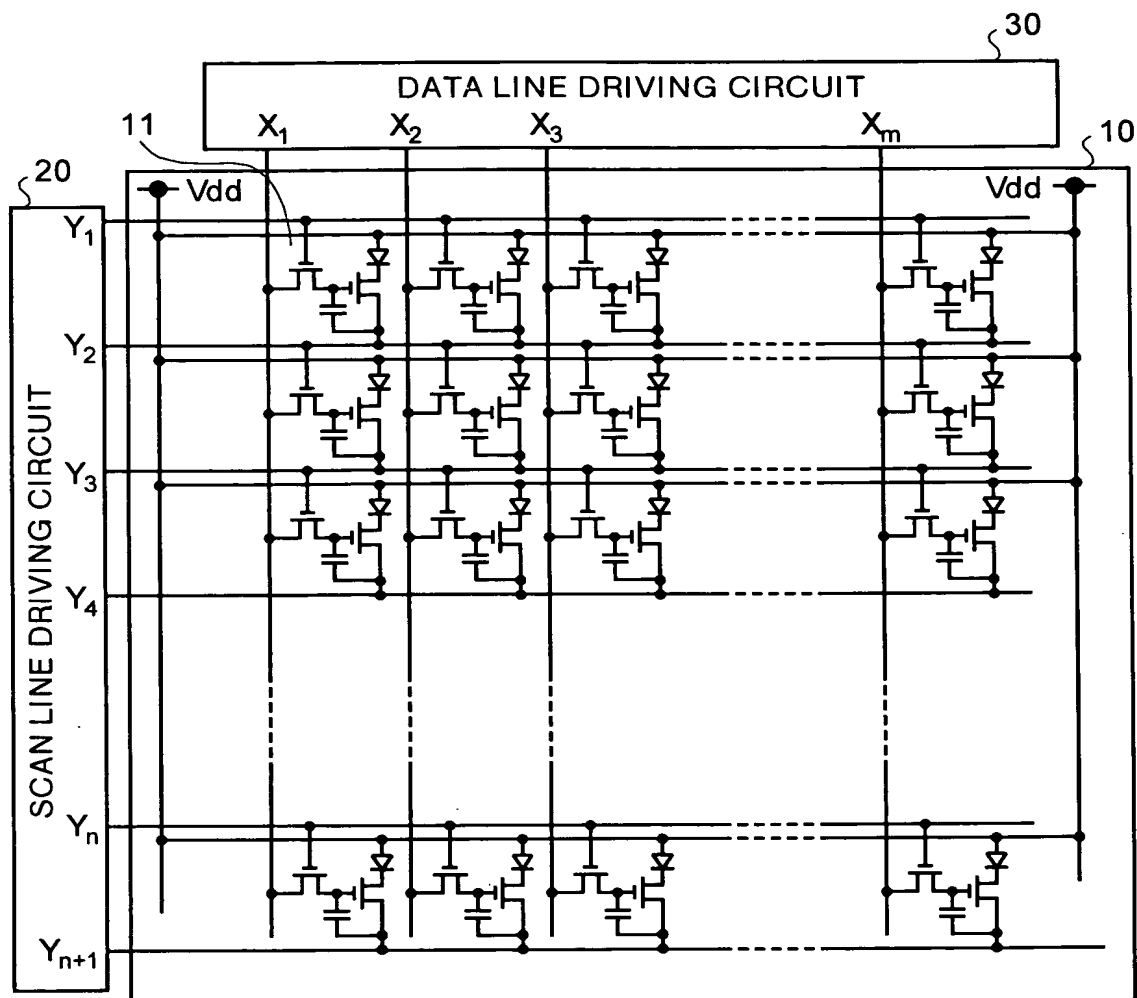 30
DATA LINE DRIVING CIRCUIT
X1 X2 X3 Xm
11
10
20
Vdd
Vdd
Y1
Y2
Y3
Y4
Yn
Yn+1
SCAN LINE DRIVING CIRCUIT